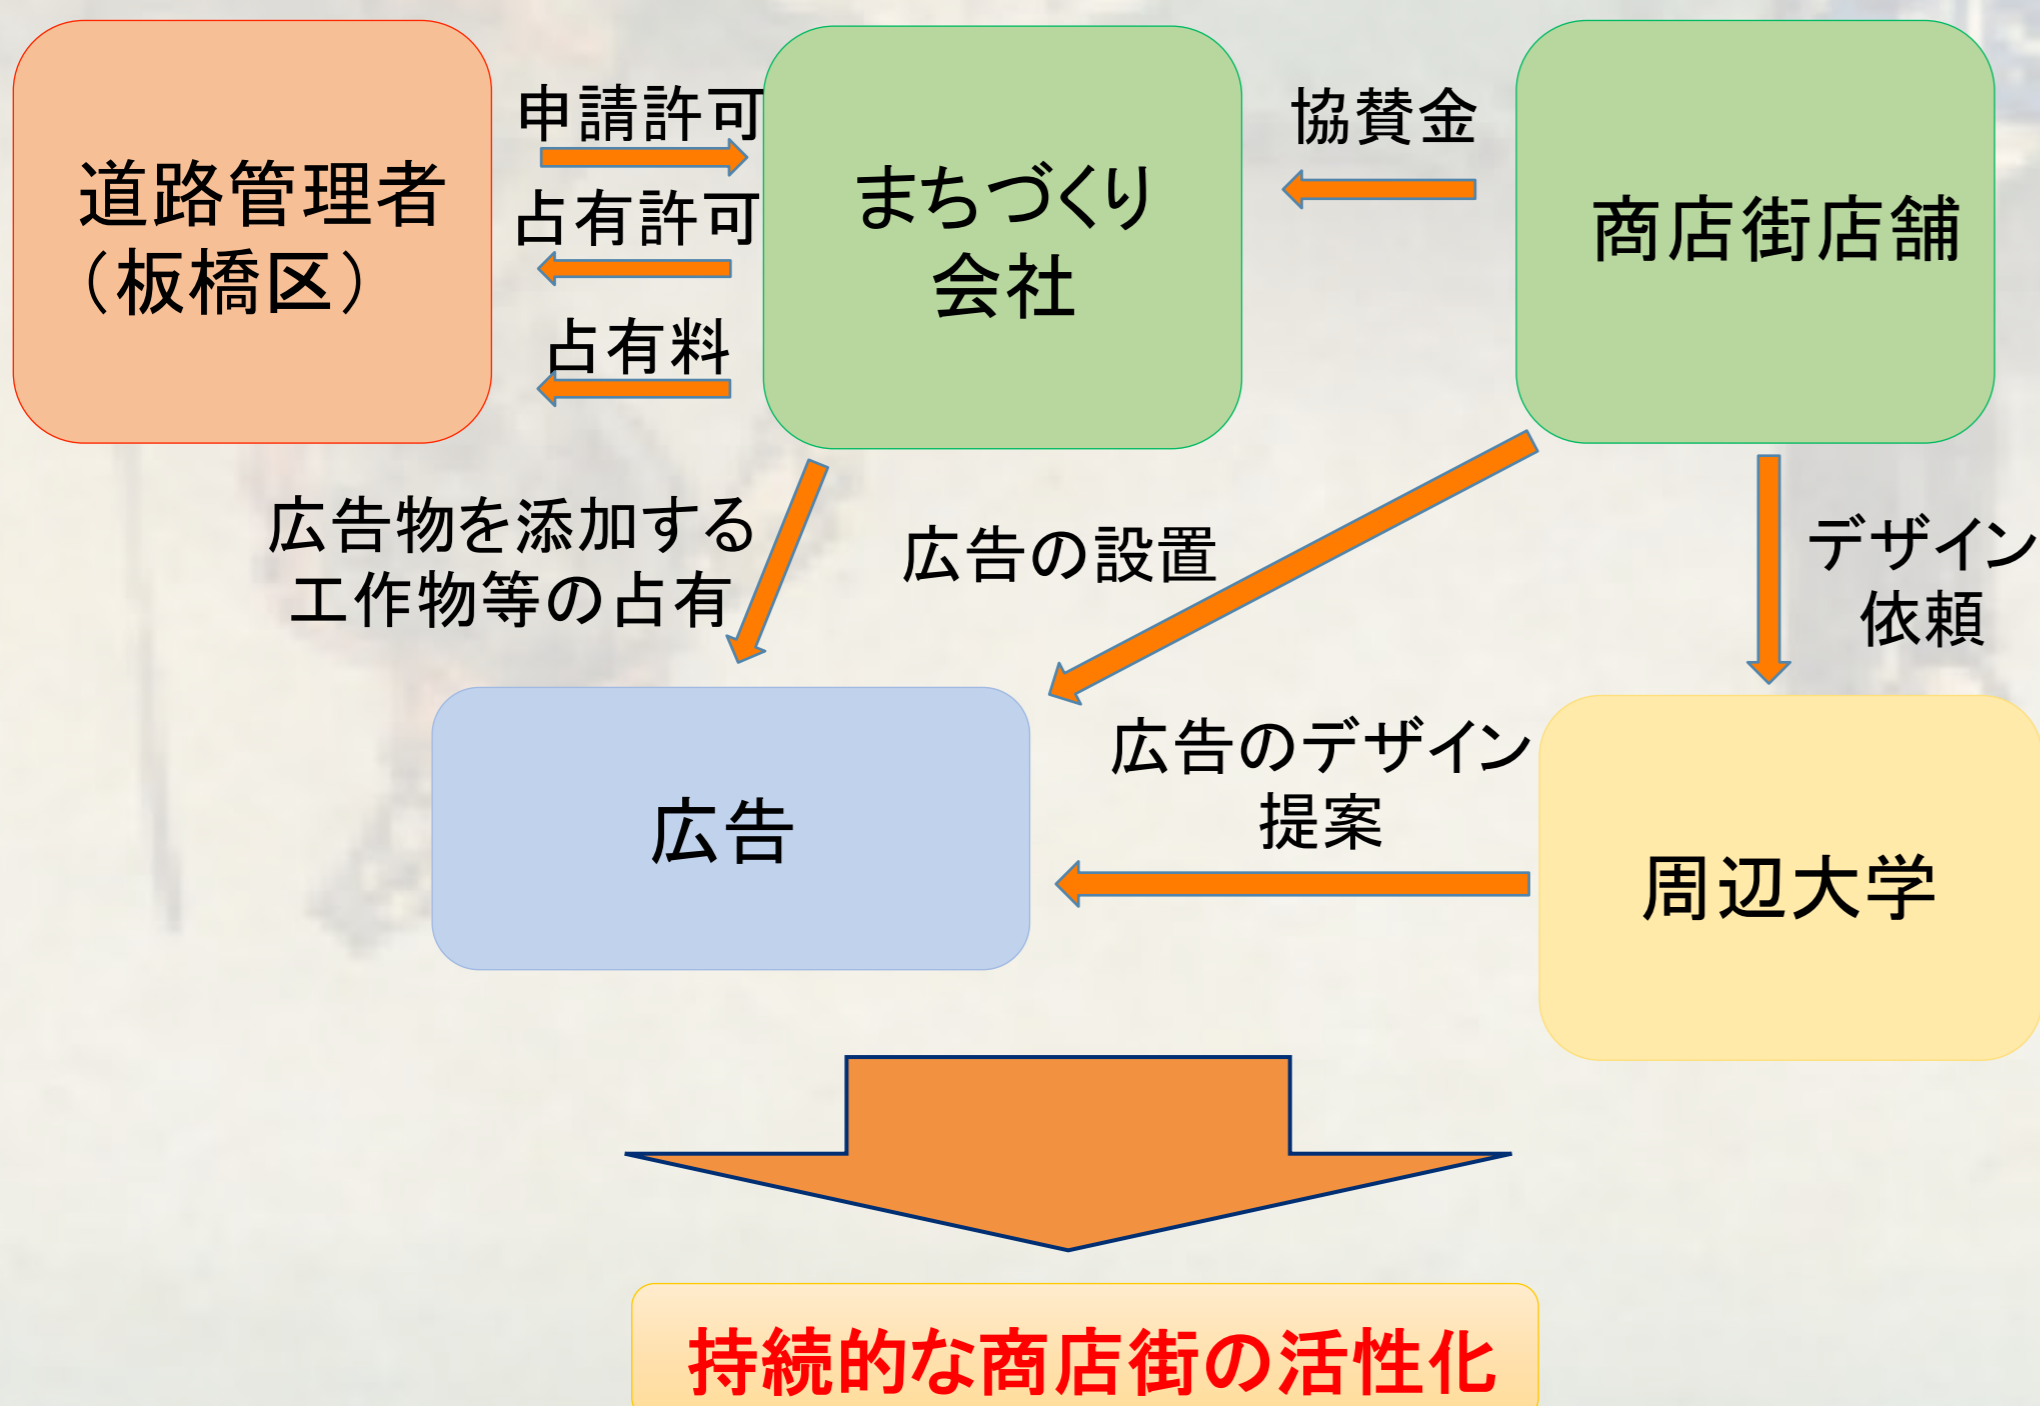 道路管理者
（板橋区）
申請許可
占有許可
占有料
まちづくり
会社
協賛金
商店街店舗
広告物を添加する
工作物等の占有
広告の設置
デザイン
依頼
広告
広告のデザイン
提案
周辺大学
持続的な商店街の活性化